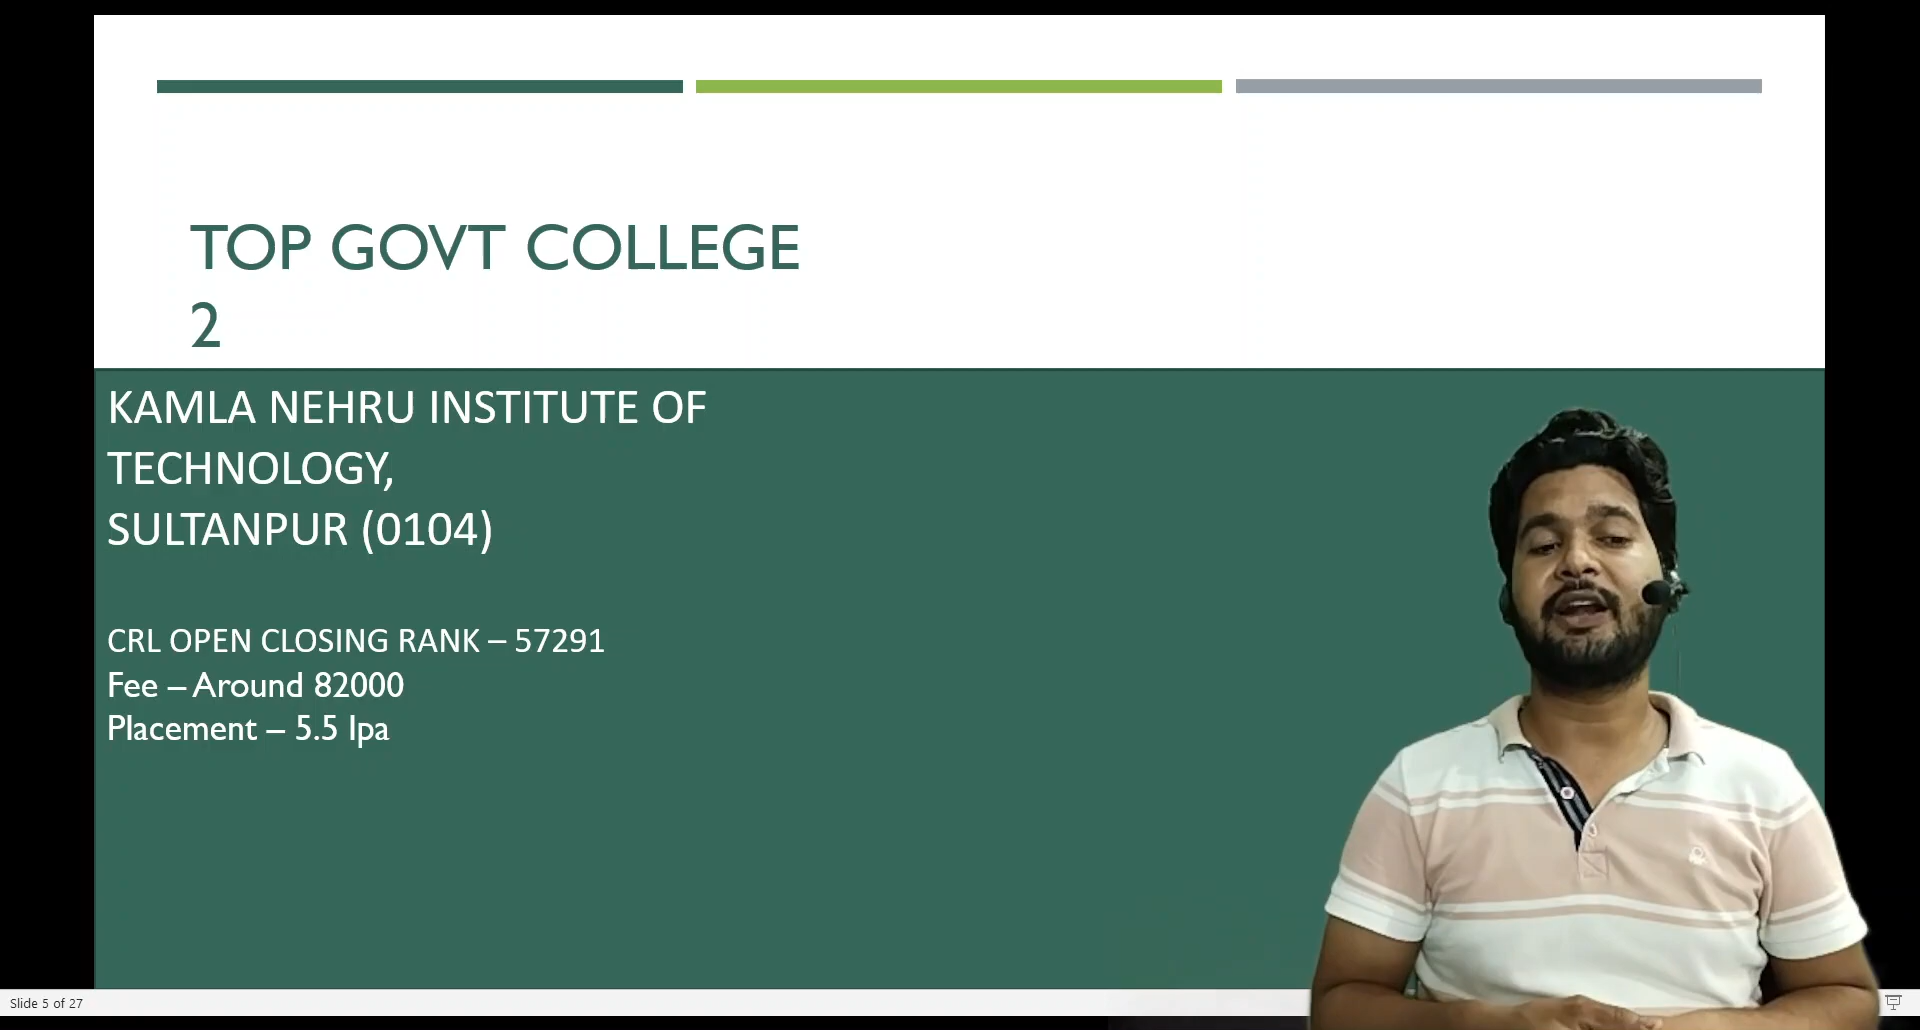 TOP GOVT COLLEGE
2
KAMLA NEHRU INSTITUTE OF
TECHNOLOGY,
SULTANPUR (0104)
CRL OPEN CLOSING RANK – 57291
Fee – Around 82000
Placement – 5.5 lpa
Slide 5 of 27